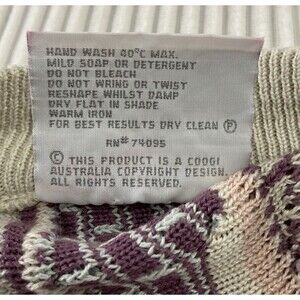 HAND WASH 40°C MAX.
MILD SOAP OR DETERGENT
DO NOT BLEACH
DO NOT WRING OR TWIST
RESHAPE WHILST DAMP
DRY FLAT IN SHADE
WARM IRON
FOR BEST RESULTS DRY CLEAN Ⓟ
RN# 74095
© THIS PRODUCT IS A COOGI
AUSTRALIA COPYRIGHT DESIGN.
ALL RIGHTS RESERVED.